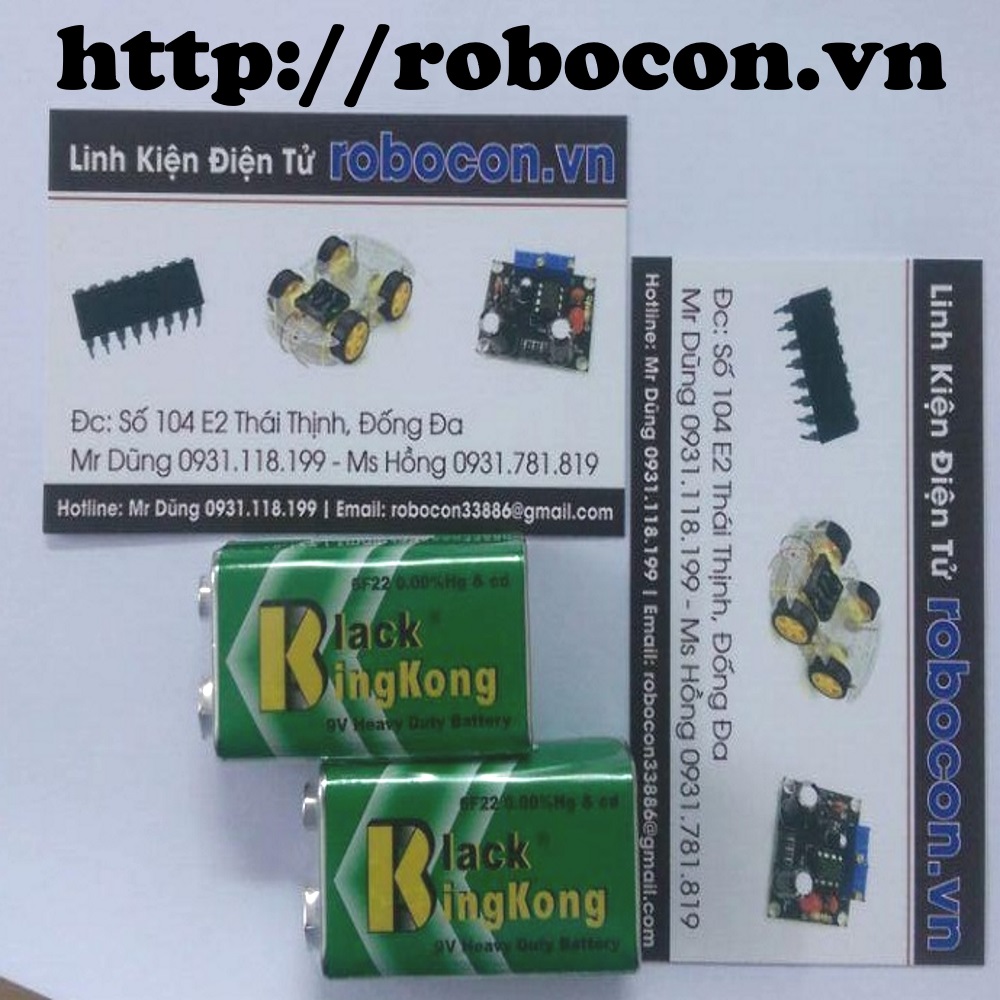 http://robocon.vn
Linh Kiện Điện Tử robocon.vn
Đc: Số 104 E2 Thái Thịnh, Đống Đa
Mr Dũng 0931.118.199 - Ms Hồng 0931.781.819
Hotline: Mr Dũng 0931.118.199 | Email: robocon33886@gmail.com
Linh Kiện Điện Tử robocon.vn
Đc: Số 104 E2 Thái Thịnh, Đống Đa
Mr Dũng 0931.118.199 - Ms Hồng 0931.781.819
Hotline: Mr Dũng 0931.118.199 | Email: robocon33886@gmail.com
6F22 0.00%Hg & cd
Black®
KingKong
9V Heavy Duty Battery
6F22 0.00%Hg & cd
Black®
KingKong
9V Heavy Duty Battery